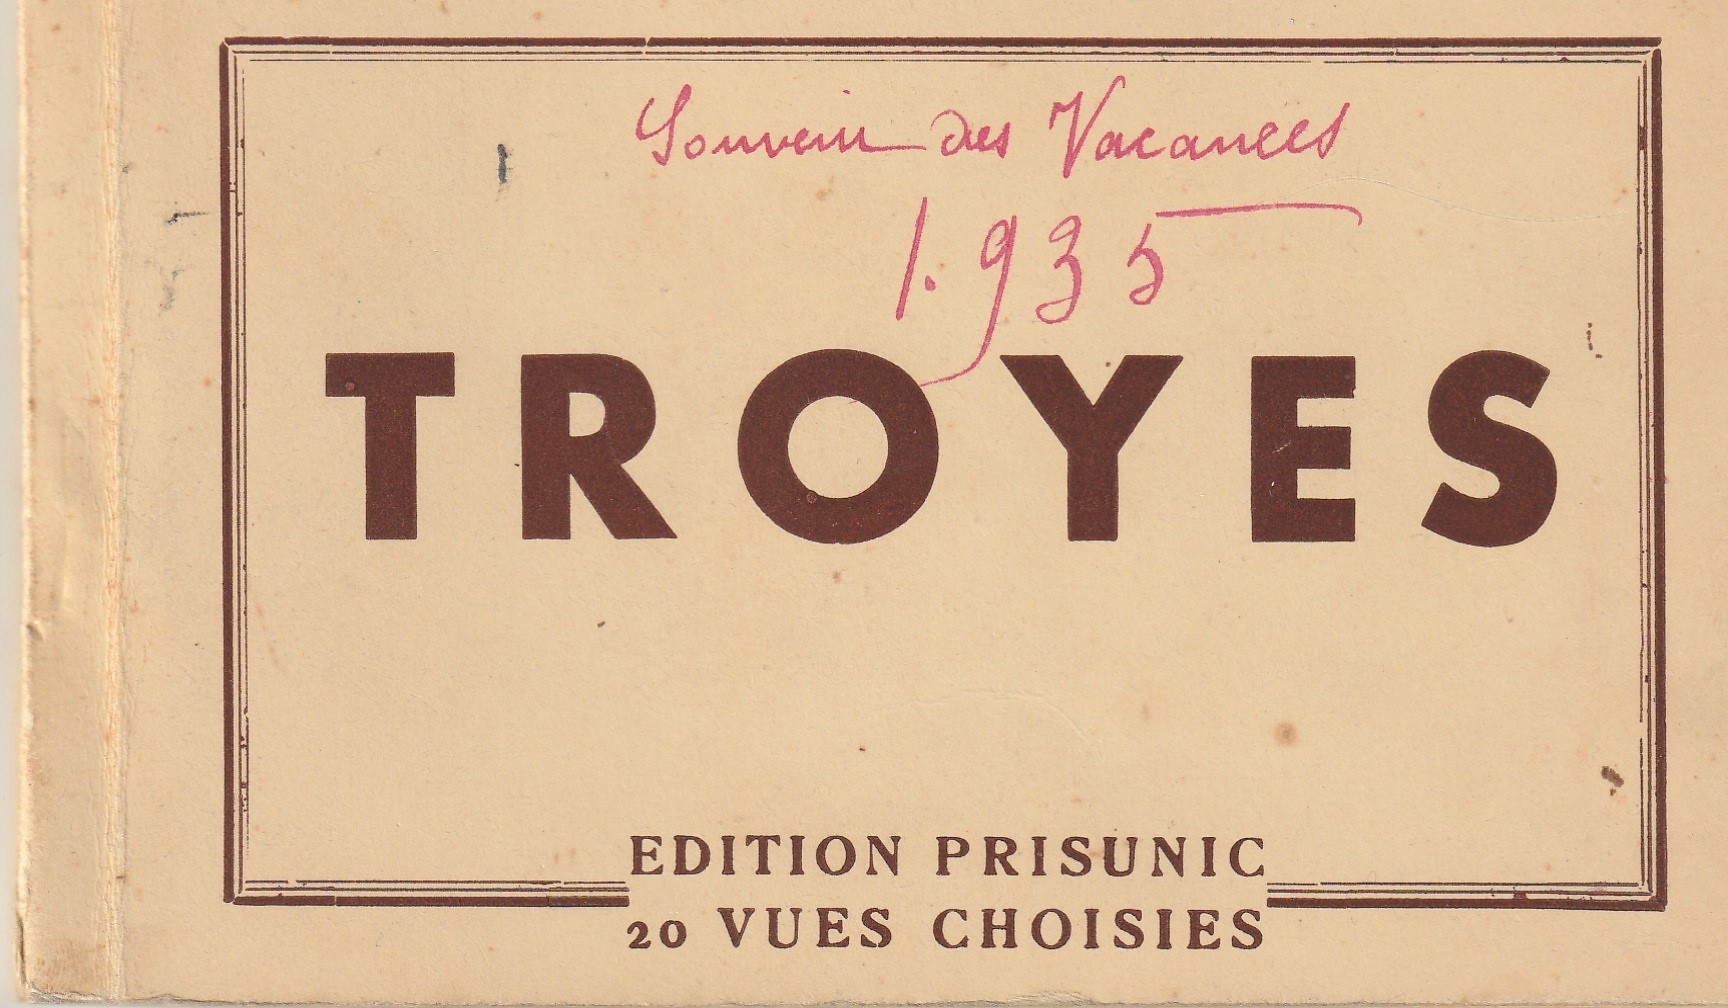 Souvenir des Vacances
1.935
TROYES
EDITION PRISUNIC
20 VUES CHOISIES